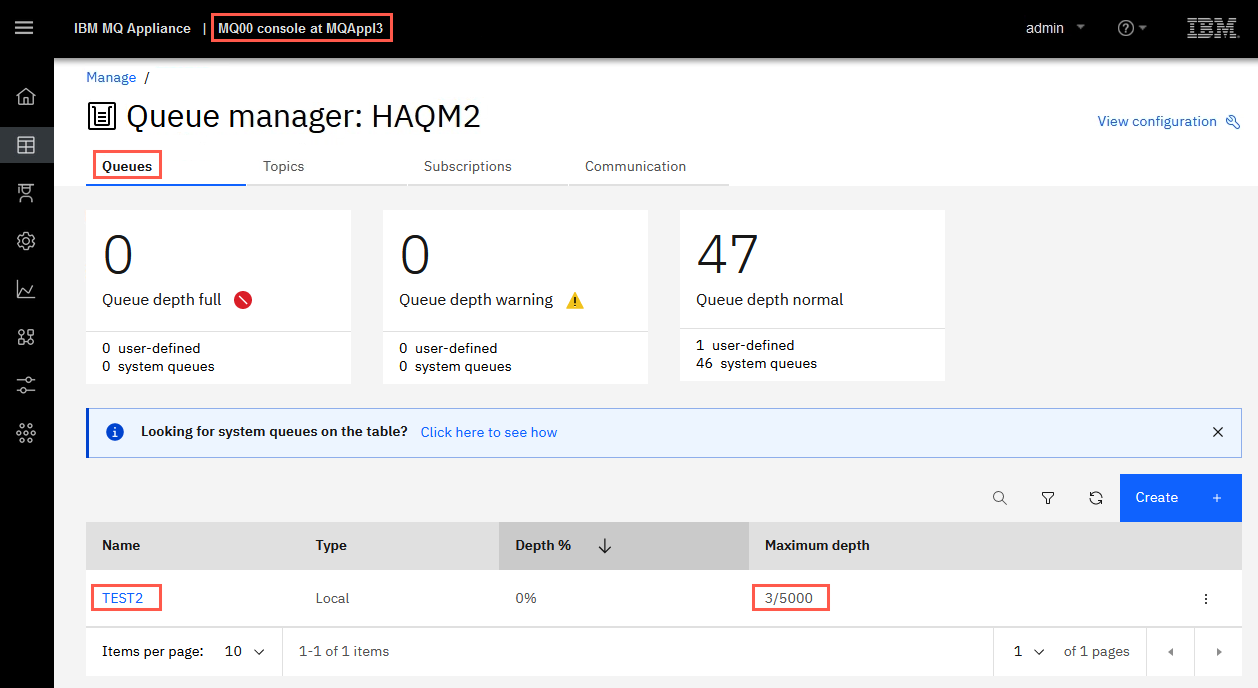 IBM MQ Appliance | MQ00 console at MQAppl3 admin IBM
Manage /
Queue manager: HAQM2
View configuration
Queues Topics Subscriptions Communication
0 0 47
Queue depth full Queue depth warning Queue depth normal
0 user-defined 0 user-defined 1 user-defined
0 system queues 0 system queues 46 system queues
Looking for system queues on the table? Click here to see how
Create +
Name Type Depth % Maximum depth
TEST2 Local 0% 3/5000
Items per page: 10 1-1 of 1 items 1 of 1 pages